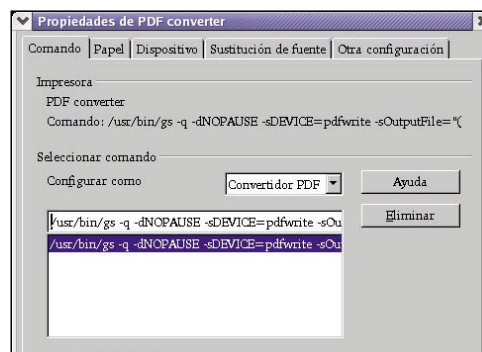 Propiedades de PDF converter
Comando Papel Dispositivo Sustitución de fuente Otra configuración
Impresora
PDF converter
Comando: /usr/bin/gs -q -dNOPAUSE -sDEVICE=pdfwrite -sOutputFile="(
Seleccionar comando
Configurar como Convertidor PDF Ayuda
/usr/bin/gs -q -dNOPAUSE -sDEVICE=pdfwrite -sOu Eliminar
/usr/bin/gs -q -dNOPAUSE -sDEVICE=pdfwrite -sOu